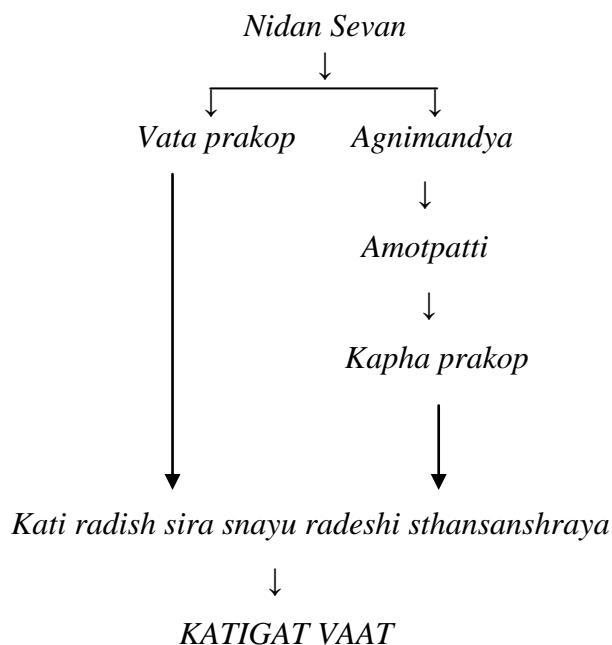 Nidan Sevan
↓
↓ ↓
Vata prakop Agnimandya
↓
Amotpatti
↓
Kapha prakop
Kati radish sira snayu radeshi sthansanshraya
↓
KATIGAT VAAT